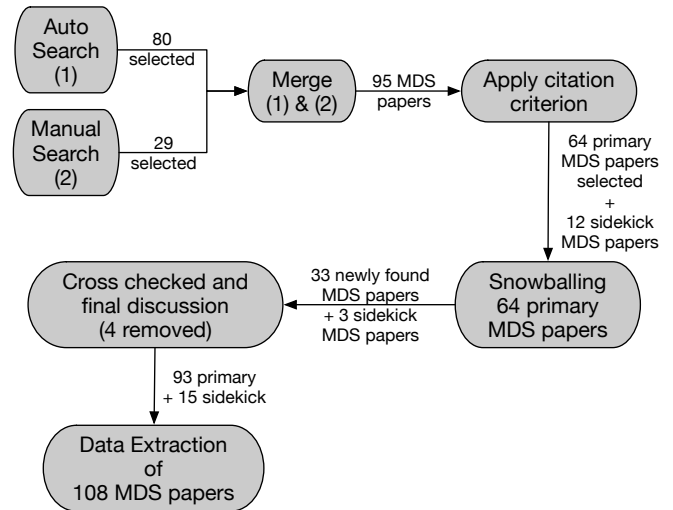 Auto
Search
(1)
80
selected
Manual
Search
(2)
29
selected
Merge
(1) & (2)
95 MDS
papers
Apply citation
criterion
64 primary
MDS papers
selected
+
12 sidekick
MDS papers
Snowballing
64 primary
MDS papers
33 newly found
MDS papers
+ 3 sidekick
MDS papers
Cross checked and
final discussion
(4 removed)
93 primary
+ 15 sidekick
Data Extraction
of
108 MDS papers